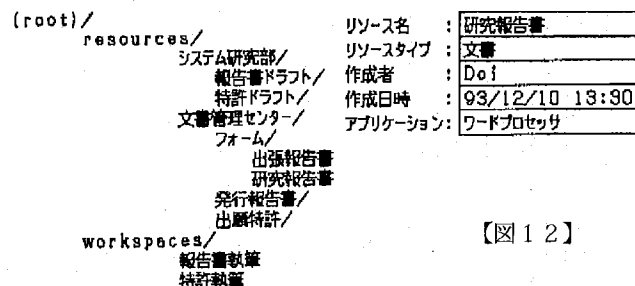 (root)/
resources/
システム研究部/
報告書ドラフト/
特許ドラフト/
文書管理センター/
フォーム/
出張報告書
研究報告書
発行報告書/
出願特許/
workspaces/
報告書執筆
特許執筆
リソース名 : 研究報告書
リソースタイプ : 文書
作成者 : Doi
作成日時 : 93/12/10 13:30
アプリケーション: ワードプロセッサ
【図12】